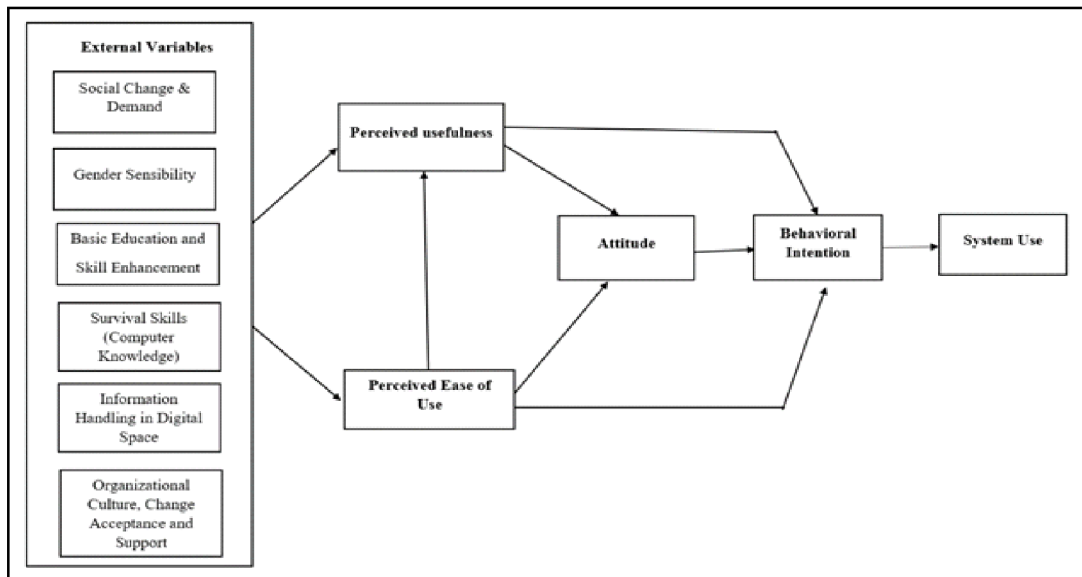 External Variables
Social Change &
Demand
Gender Sensibility
Basic Education and
Skill Enhancement
Survival Skills
(Computer
Knowledge)
Information
Handling in Digital
Space
Organizational
Culture, Change
Acceptance and
Support
Perceived usefulness
Perceived Ease of
Use
Attitude
Behavioral
Intention
System Use